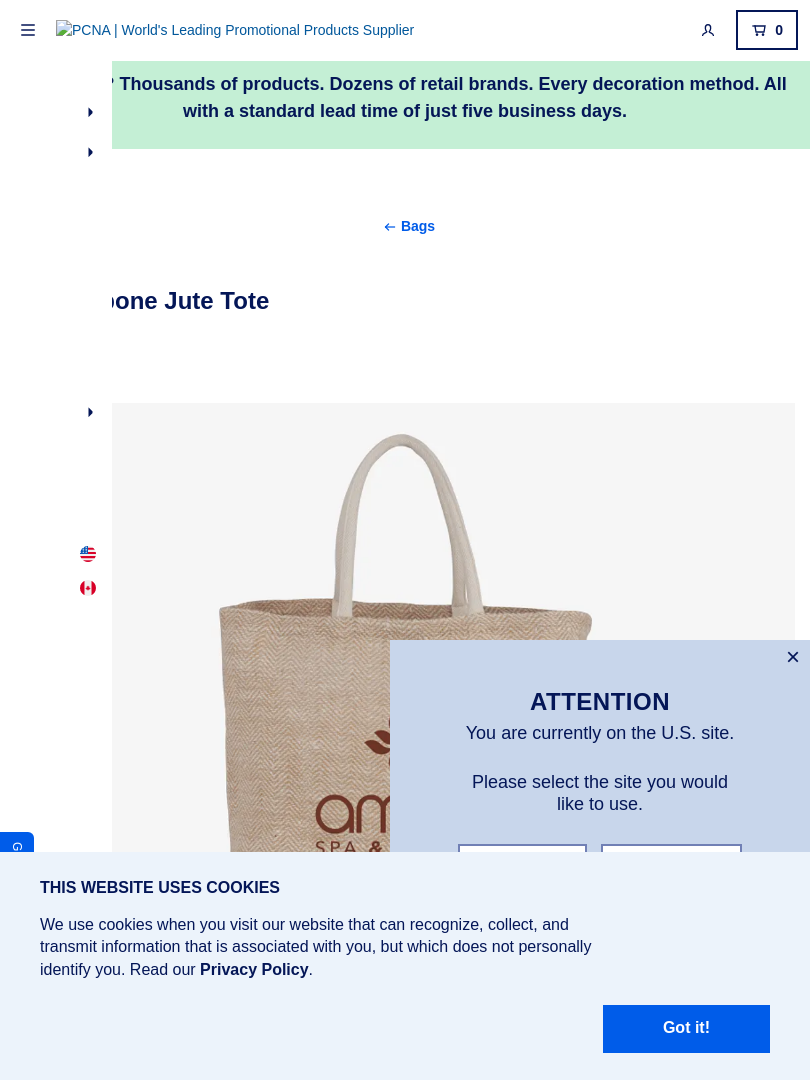 PCNA | World's Leading Promotional Products Supplier
0
? Thousands of products. Dozens of retail brands. Every decoration method. All
with a standard lead time of just five business days.
← Bags
bone Jute Tote
ATTENTION
You are currently on the U.S. site.
Please select the site you would
like to use.
am
SPA &
G
THIS WEBSITE USES COOKIES
We use cookies when you visit our website that can recognize, collect, and
transmit information that is associated with you, but which does not personally
identify you. Read our Privacy Policy.
Got it!